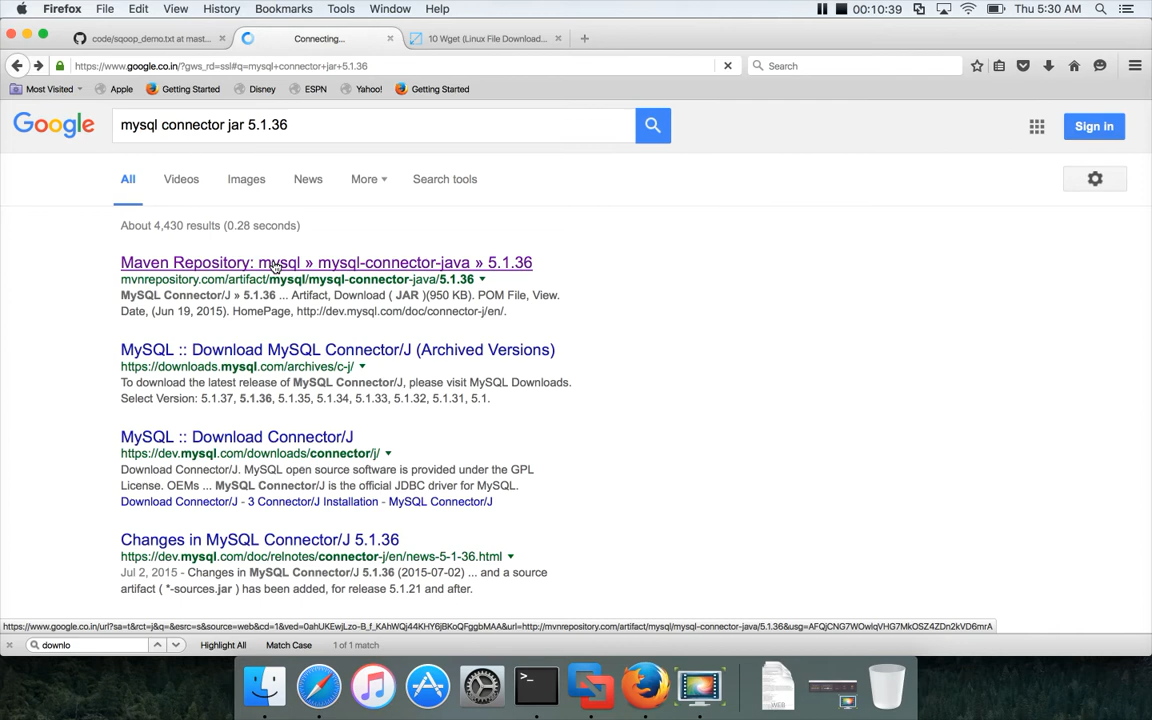 Firefox File Edit View History Bookmarks Tools Window Help 00:10:39 Thu 5:30 AM
code/sqoop_demo.txt at mast... Connecting... 10 Wget (Linux File Download...
https://www.google.co.in/?gws_rd=ssl#q=mysql+connector+jar+5.1.36 Search
Most Visited Apple Getting Started Disney ESPN Yahoo! Getting Started
Google mysql connector jar 5.1.36 Sign in
All Videos Images News More Search tools
About 4,430 results (0.28 seconds)
Maven Repository: mysql » mysql-connector-java » 5.1.36
mvnrepository.com/artifact/mysql/mysql-connector-java/5.1.36
MySQL Connector/J » 5.1.36 ... Artifact, Download ( JAR )(950 KB). POM File, View.
Date, (Jun 19, 2015). HomePage, http://dev.mysql.com/doc/connector-j/en/.
MySQL :: Download MySQL Connector/J (Archived Versions)
https://downloads.mysql.com/archives/c-j/
To download the latest release of MySQL Connector/J, please visit MySQL Downloads.
Select Version: 5.1.37, 5.1.36, 5.1.35, 5.1.34, 5.1.33, 5.1.32, 5.1.31, 5.1.
MySQL :: Download Connector/J
https://dev.mysql.com/downloads/connector/j/
Download Connector/J. MySQL open source software is provided under the GPL
License. OEMs ... MySQL Connector/J is the official JDBC driver for MySQL.
Download Connector/J - 3 Connector/J Installation - MySQL Connector/J
Changes in MySQL Connector/J 5.1.36
https://dev.mysql.com/doc/relnotes/connector-j/en/news-5-1-36.html
Jul 2, 2015 - Changes in MySQL Connector/J 5.1.36 (2015-07-02) ... and a source
artifact ( *-sources.jar ) has been added, for release 5.1.21 and after.
downlo Highlight All Match Case 1 of 1 match